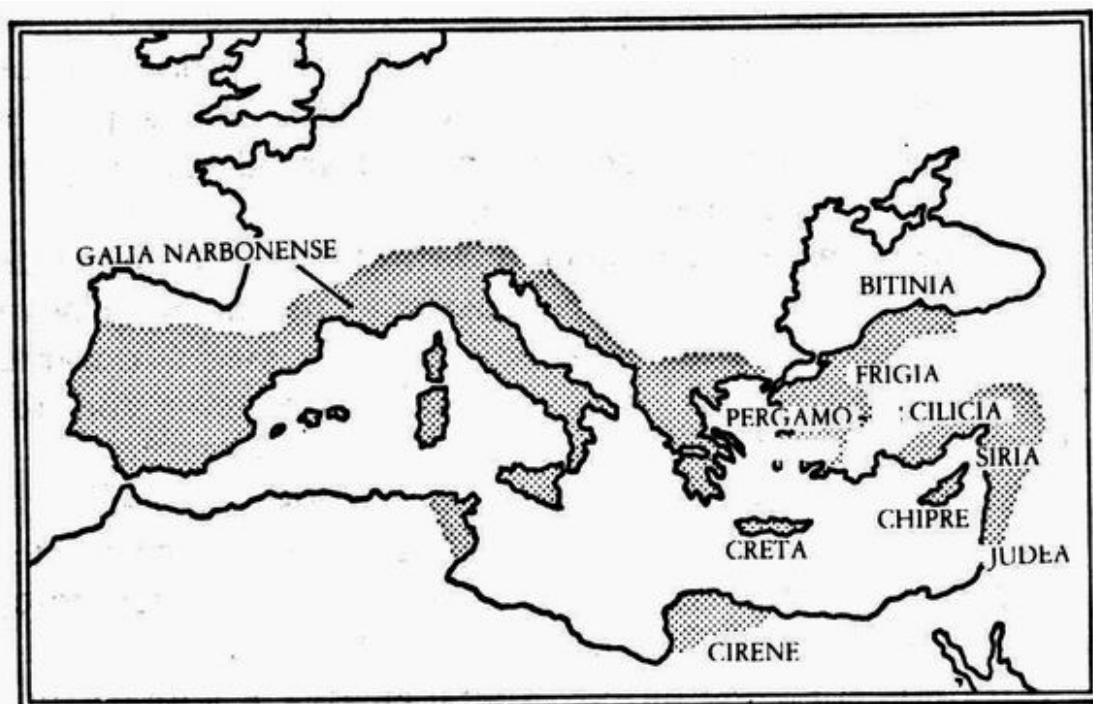 GALIA NARBONENSE
BITINIA
FRIGIA
PERGAMO
CILICIA
SIRIA
CHIPRE
CRETA
JUDEA
CIRENE